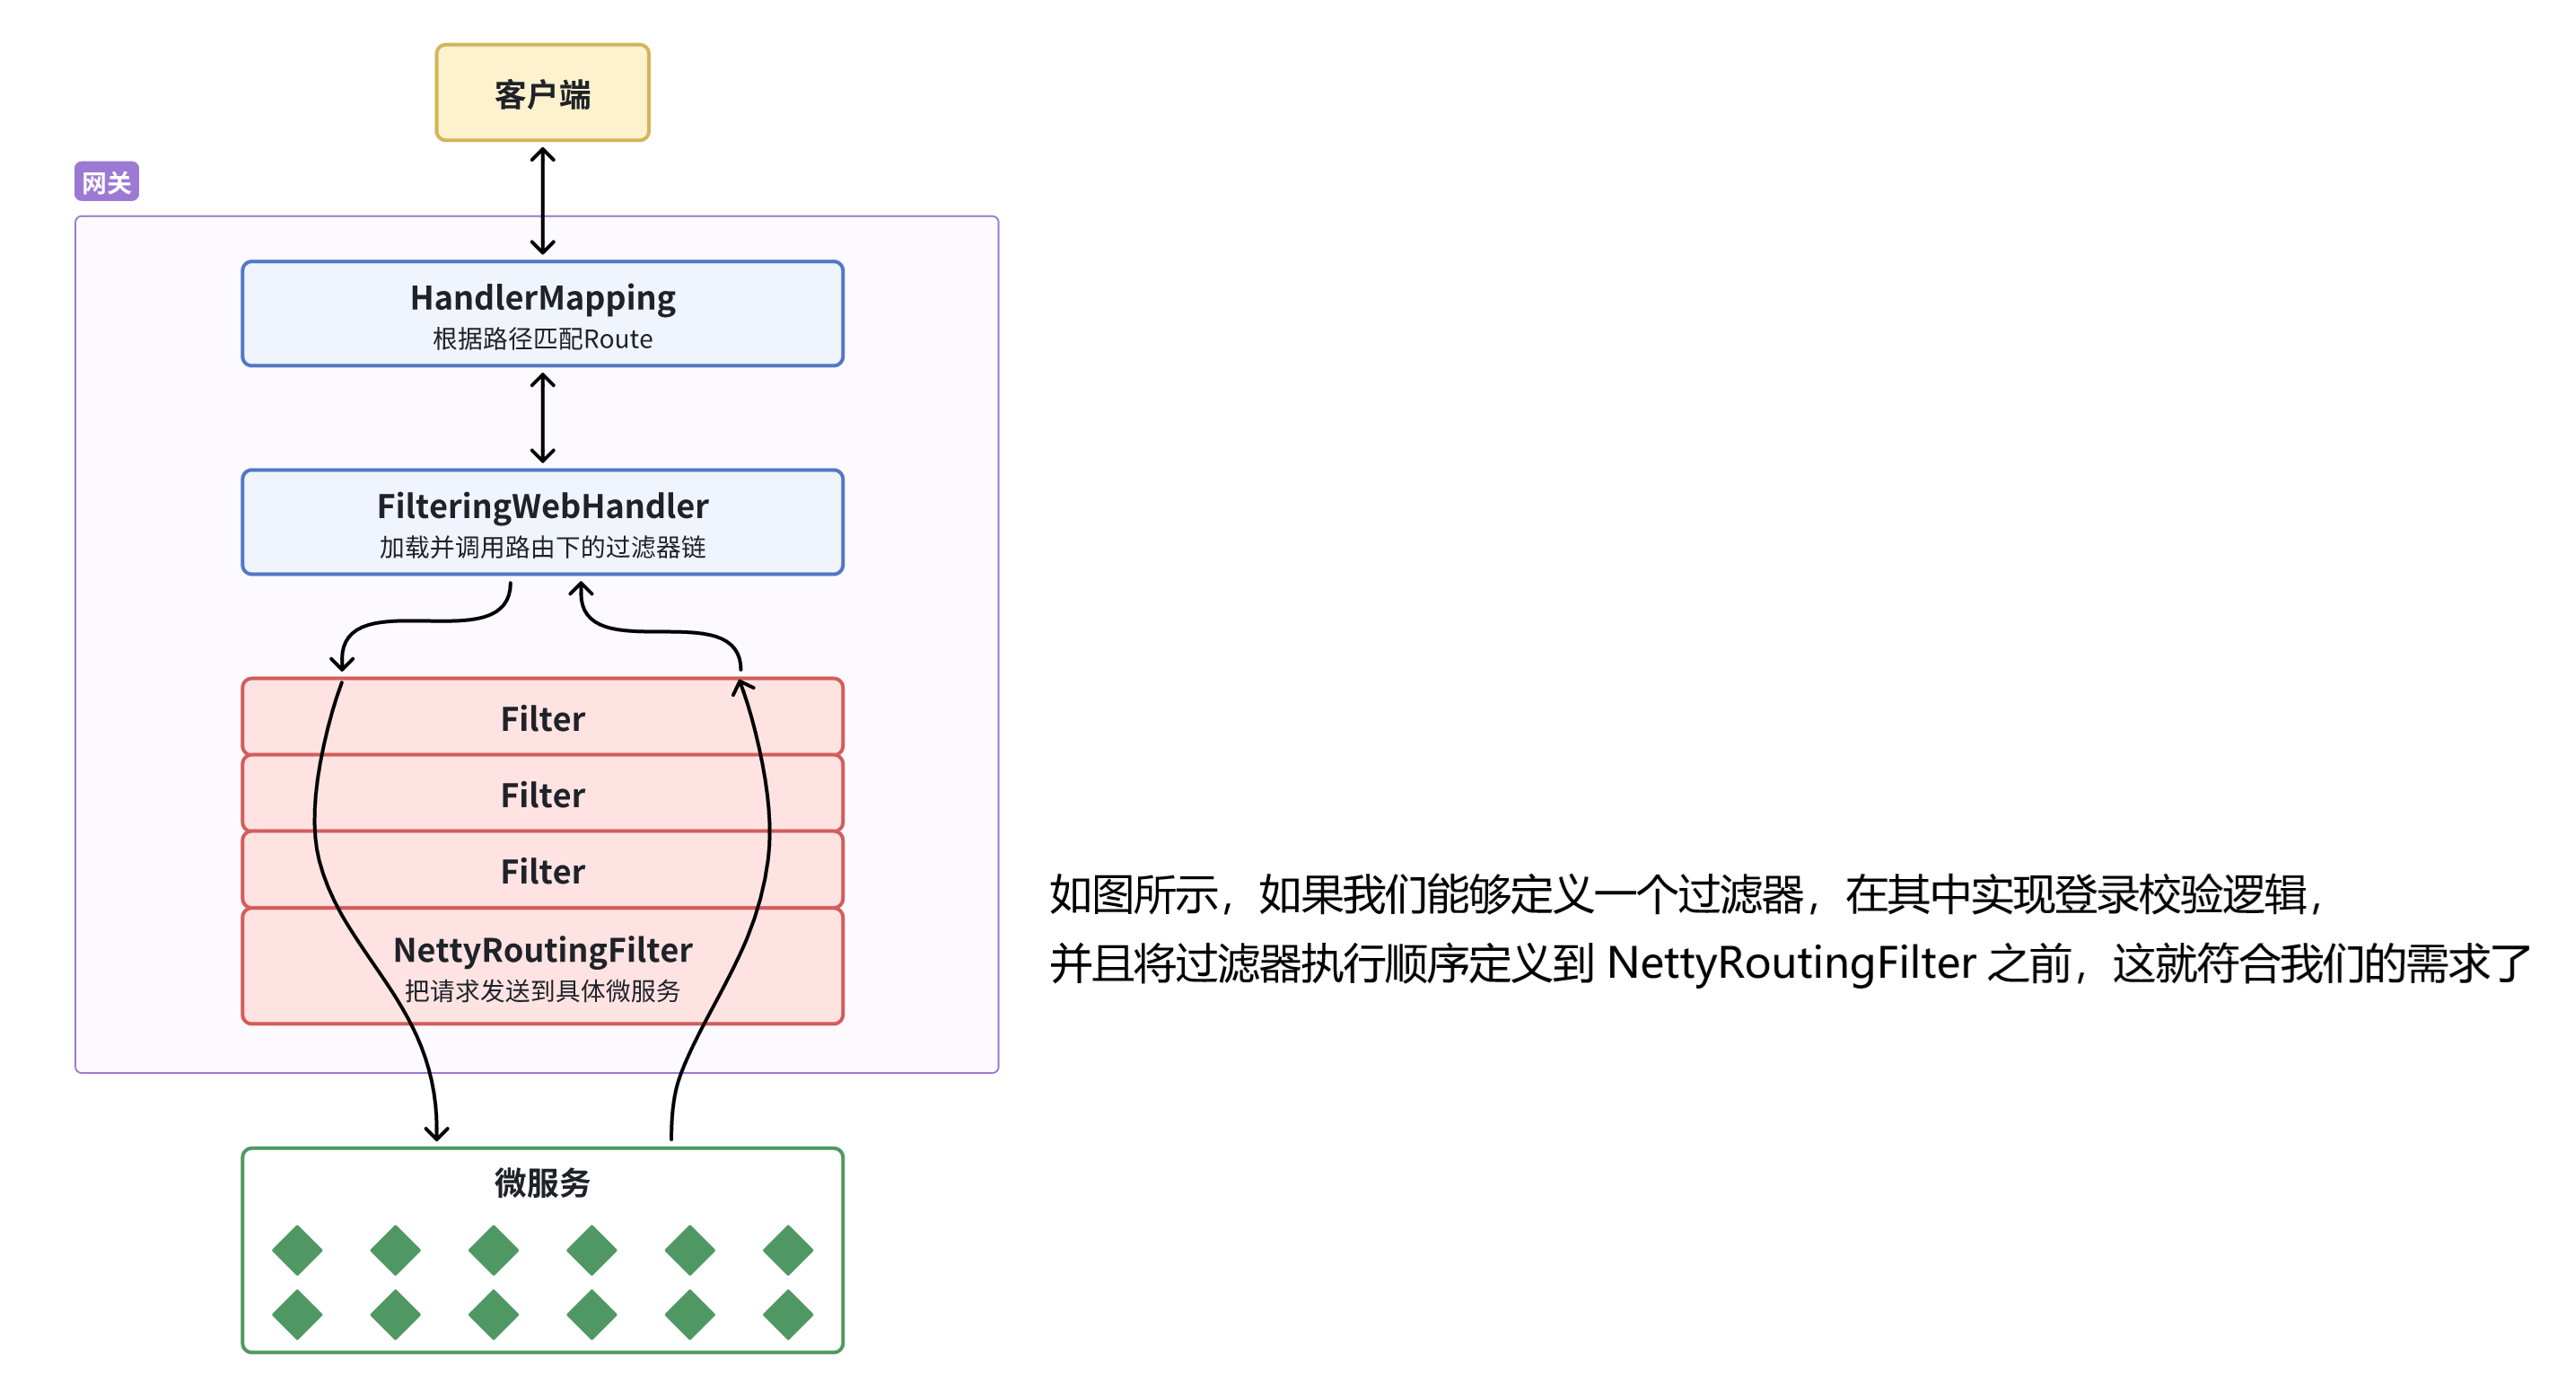 客户端
网关
HandlerMapping
根据路径匹配Route
FilteringWebHandler
加载并调用路由下的过滤器链
Filter
Filter
Filter
NettyRoutingFilter
把请求发送到具体微服务
微服务
如图所示，如果我们能够定义一个过滤器，在其中实现登录校验逻辑，
并且将过滤器执行顺序定义到 NettyRoutingFilter 之前，这就符合我们的需求了